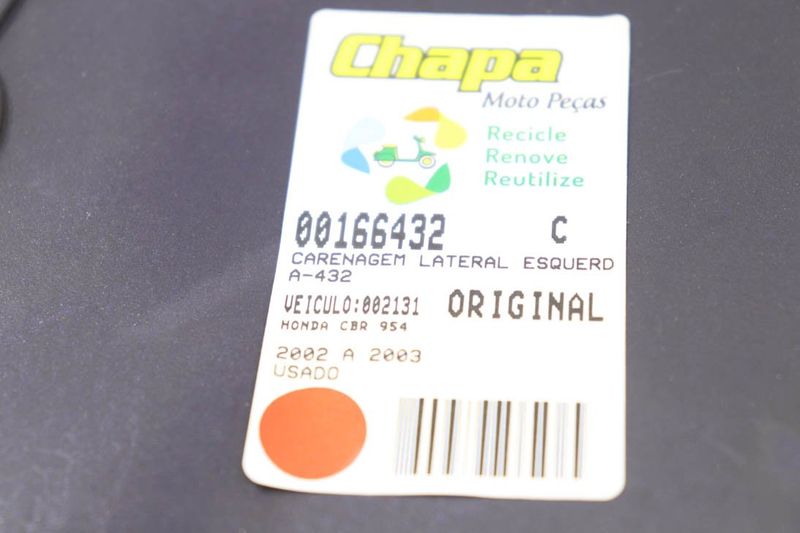 Chapa
Moto Peças
Recicle
Renove
Reutilize
00166432 C
CARENAGEM LATERAL ESQUERD
A-432
VEICULO:002131 ORIGINAL
HONDA CBR 954
2002 A 2003
USADO